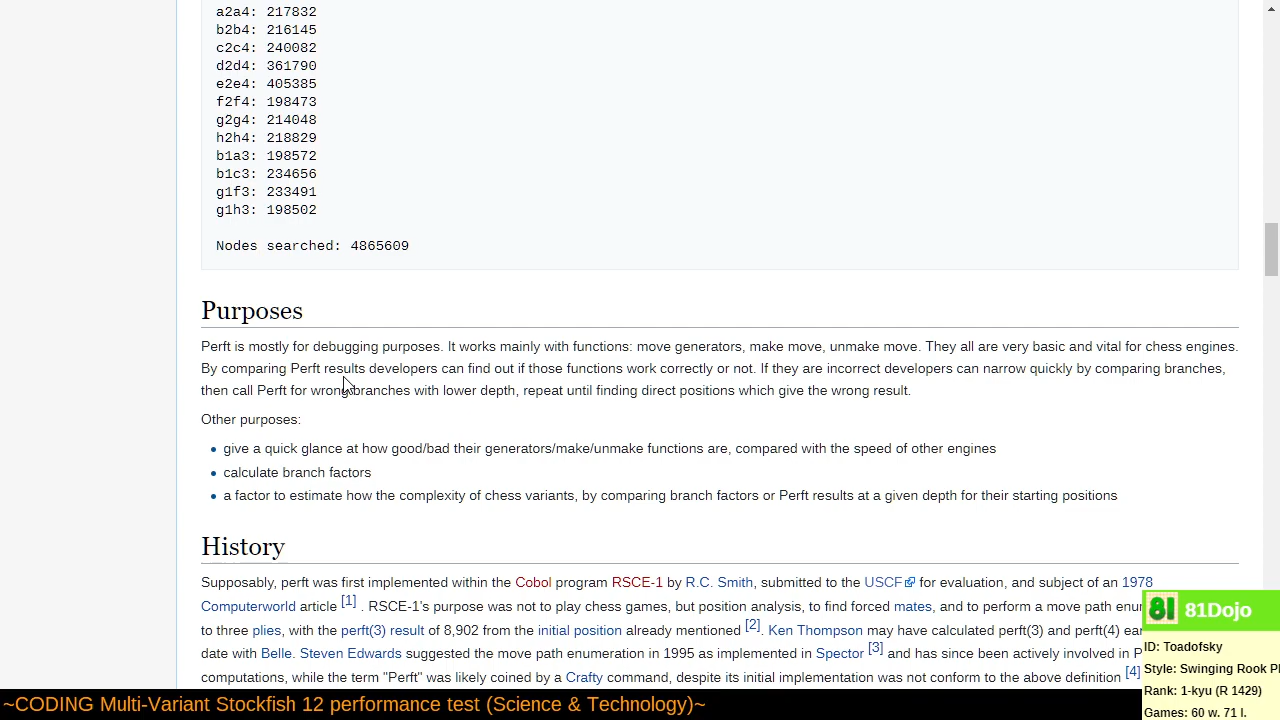 a2a4: 217832
b2b4: 216145
c2c4: 240082
d2d4: 361790
e2e4: 405385
f2f4: 198473
g2g4: 214048
h2h4: 218829
b1a3: 198572
b1c3: 234656
g1f3: 233491
g1h3: 198502
Nodes searched: 4865609
Purposes
Perft is mostly for debugging purposes. It works mainly with functions: move generators, make move, unmake move. They all are very basic and vital for chess engines.
By comparing Perft results developers can find out if those functions work correctly or not. If they are incorrect developers can narrow quickly by comparing branches,
then call Perft for wrong branches with lower depth, repeat until finding direct positions which give the wrong result.
Other purposes:
give a quick glance at how good/bad their generators/make/unmake functions are, compared with the speed of other engines
calculate branch factors
a factor to estimate how the complexity of chess variants, by comparing branch factors or Perft results at a given depth for their starting positions
History
Supposably, perft was first implemented within the Cobol program RSCE-1 by R.C. Smith, submitted to the USCF for evaluation, and subject of an 1978
Computerworld article [1] . RSCE-1's purpose was not to play chess games, but position analysis, to find forced mates, and to perform a move path
to three plies, with the perft(3) result of 8,902 from the initial position already mentioned [2]. Ken Thompson may have calculated perft(3) and perft(4)
date with Belle. Steven Edwards suggested the move path enumeration in 1995 as implemented in Spector [3] and has since been actively involved in
computations, while the term "Perft" was likely coined by a Crafty command, despite its initial implementation was not conform to the above definition [4]
81 81Dojo
ID: Toadofsky
Style: Swinging Rook
Rank: 1-kyu (R 1429)
Games: 60 w. 71 l.
~CODING Multi-Variant Stockfish 12 performance test (Science & Technology)~